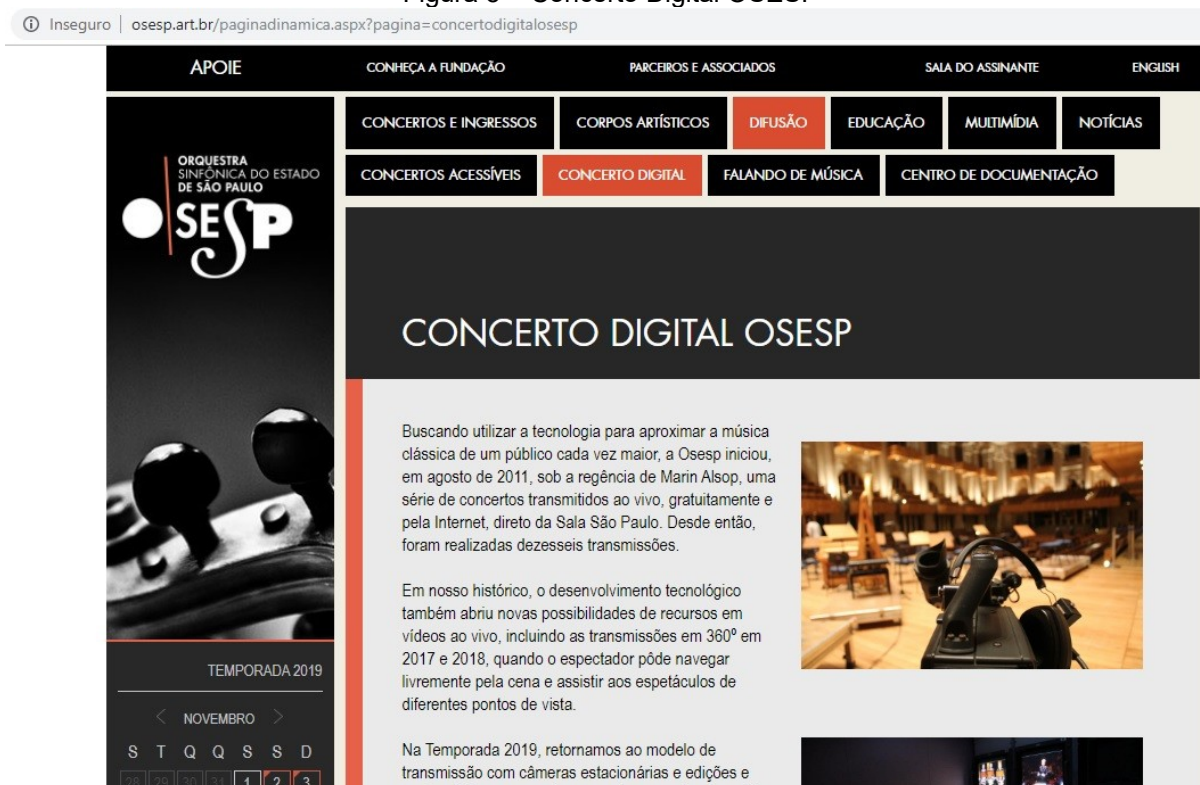 Inseguro | osesp.art.br/paginadinamica.aspx?pagina=concertodigitalosesp
APOIE
CONHEÇA A FUNDAÇÃO
PARCEIROS E ASSOCIADOS
SALA DO ASSINANTE
ENGLISH
CONCERTOS E INGRESSOS
CORPOS ARTÍSTICOS
DIFUSÃO
EDUCAÇÃO
MULTIMÍDIA
NOTÍCIAS
CONCERTOS ACESSÍVEIS
CONCERTO DIGITAL
FALANDO DE MÚSICA
CENTRO DE DOCUMENTAÇÃO
ORQUESTRA
SINFÔNICA DO ESTADO
DE SÃO PAULO
OSESP
CONCERTO DIGITAL OSESP
Buscando utilizar a tecnologia para aproximar a música
clássica de um público cada vez maior, a Osesp iniciou,
em agosto de 2011, sob a regência de Marin Alsop, uma
série de concertos transmitidos ao vivo, gratuitamente e
pela Internet, direto da Sala São Paulo. Desde então,
foram realizadas dezesseis transmissões.
Em nosso histórico, o desenvolvimento tecnológico
também abriu novas possibilidades de recursos em
vídeos ao vivo, incluindo as transmissões em 360º em
2017 e 2018, quando o espectador pôde navegar
livremente pela cena e assistir aos espetáculos de
diferentes pontos de vista.
Na Temporada 2019, retornamos ao modelo de
transmissão com câmeras estacionárias e edições e
TEMPORADA 2019
< NOVEMBRO >
S T Q Q S S D
28 29 30 31 1 2 3